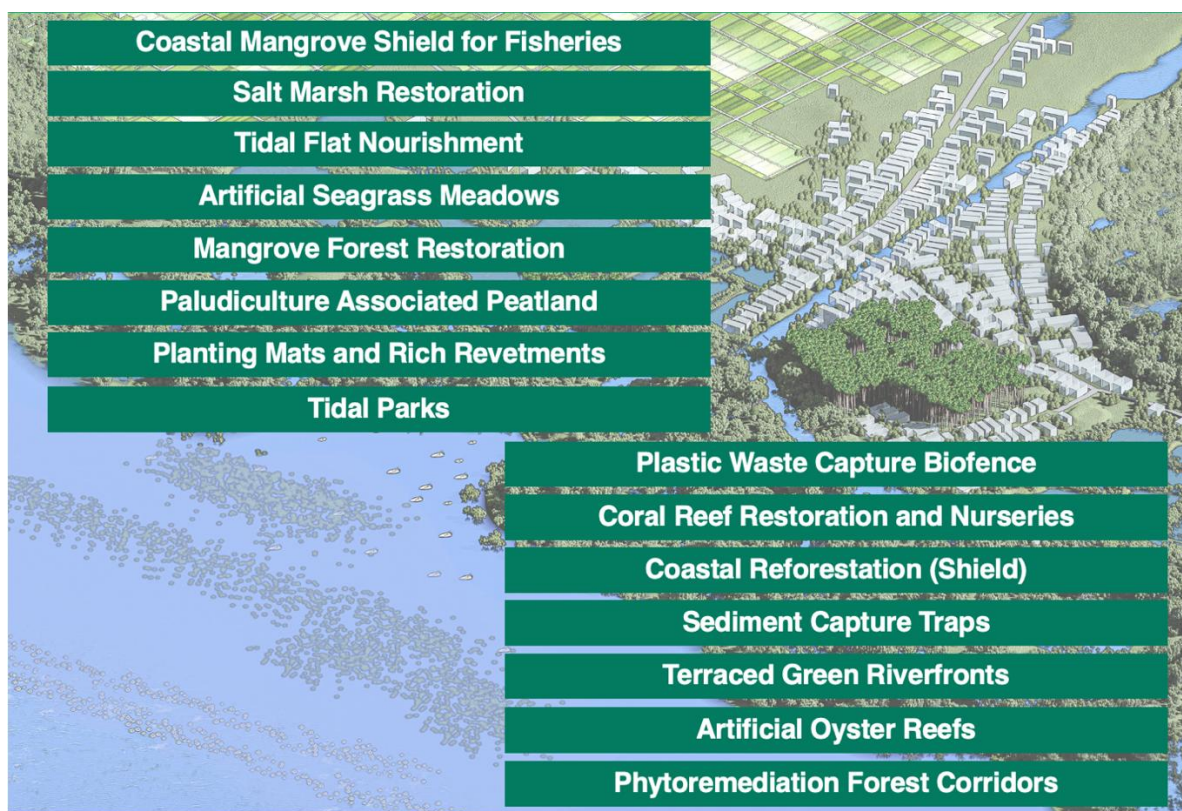 Coastal Mangrove Shield for Fisheries
Salt Marsh Restoration
Tidal Flat Nourishment
Artificial Seagrass Meadows
Mangrove Forest Restoration
Paludiculture Associated Peatland
Planting Mats and Rich Revetments
Tidal Parks
Plastic Waste Capture Biofence
Coral Reef Restoration and Nurseries
Coastal Reforestation (Shield)
Sediment Capture Traps
Terraced Green Riverfronts
Artificial Oyster Reefs
Phytoremediation Forest Corridors